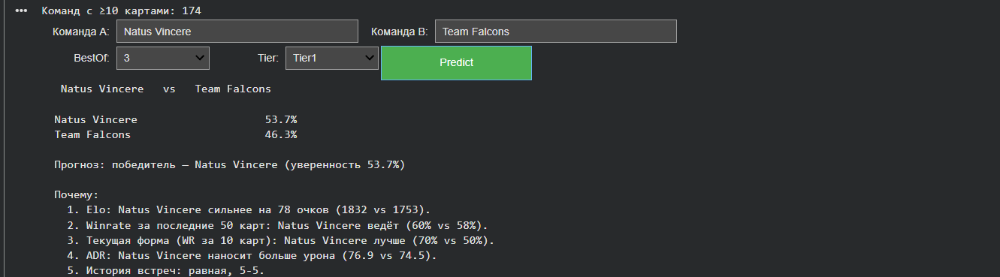 ••• Команд с ≥10 картами: 174
Команда A: Natus Vincere Команда B: Team Falcons
BestOf: 3 Tier: Tier1 Predict
Natus Vincere vs Team Falcons
Natus Vincere 53.7%
Team Falcons 46.3%
Прогноз: победитель — Natus Vincere (уверенность 53.7%)
Почему:
1. Elo: Natus Vincere сильнее на 78 очков (1832 vs 1753).
2. Winrate за последние 50 карт: Natus Vincere ведёт (60% vs 58%).
3. Текущая форма (WR за 10 карт): Natus Vincere лучше (70% vs 50%).
4. ADR: Natus Vincere наносит больше урона (76.9 vs 74.5).
5. История встреч: равная, 5-5.